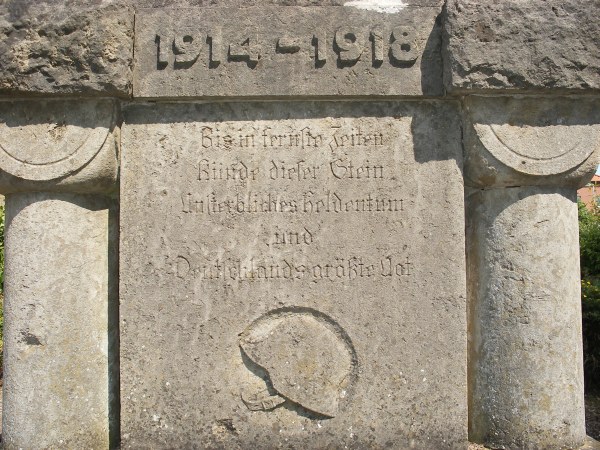 1914-1918
Bis in fernste Zeiten
Künde dieser Stein
Unsterbliches Heldentum
und
Deutschlands größte Not